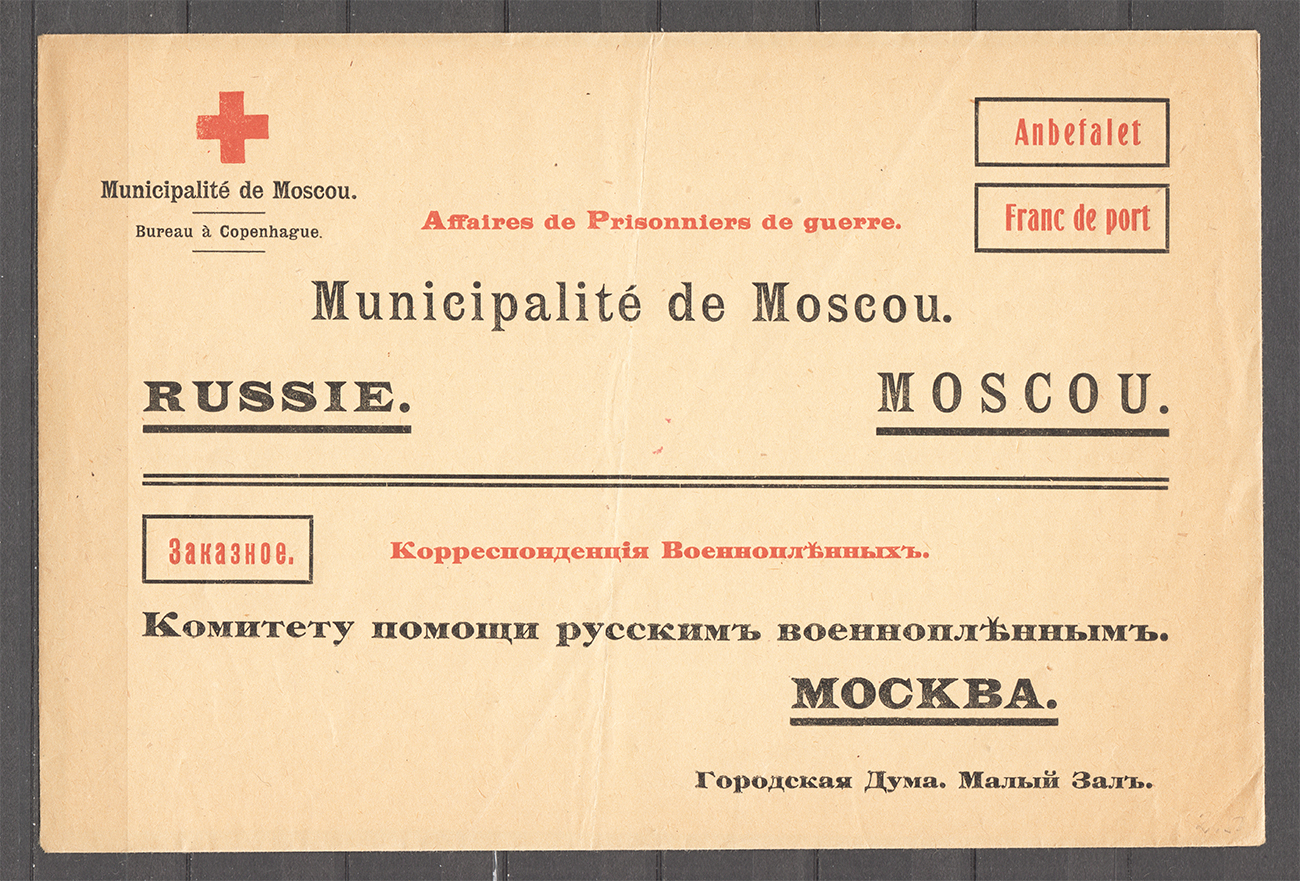 Municipalité de Moscou.
Bureau à Copenhague.
Anbefalet
Franc de port
Affaires de Prisonniers de guerre.
Municipalité de Moscou.
RUSSIE.
MOSCOU.
Заказное.
Корреспонденція Военноплѣнныхъ.
Комитету помощи русскимъ военноплѣннымъ.
МОСКВА.
Городская Дума. Малый Залъ.